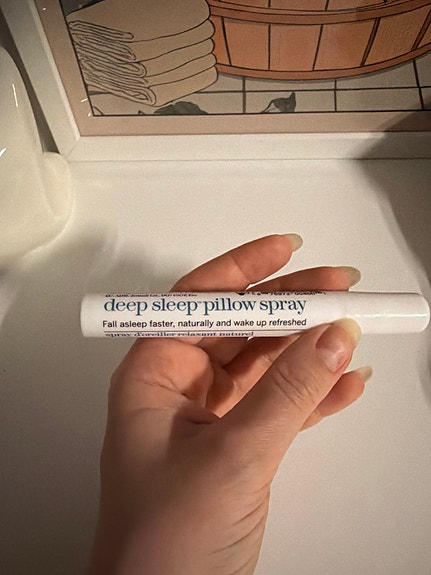 deep sleep pillow spray
Fall asleep faster, naturally and wake up refreshed
spray d'oreiller relaxant naturel